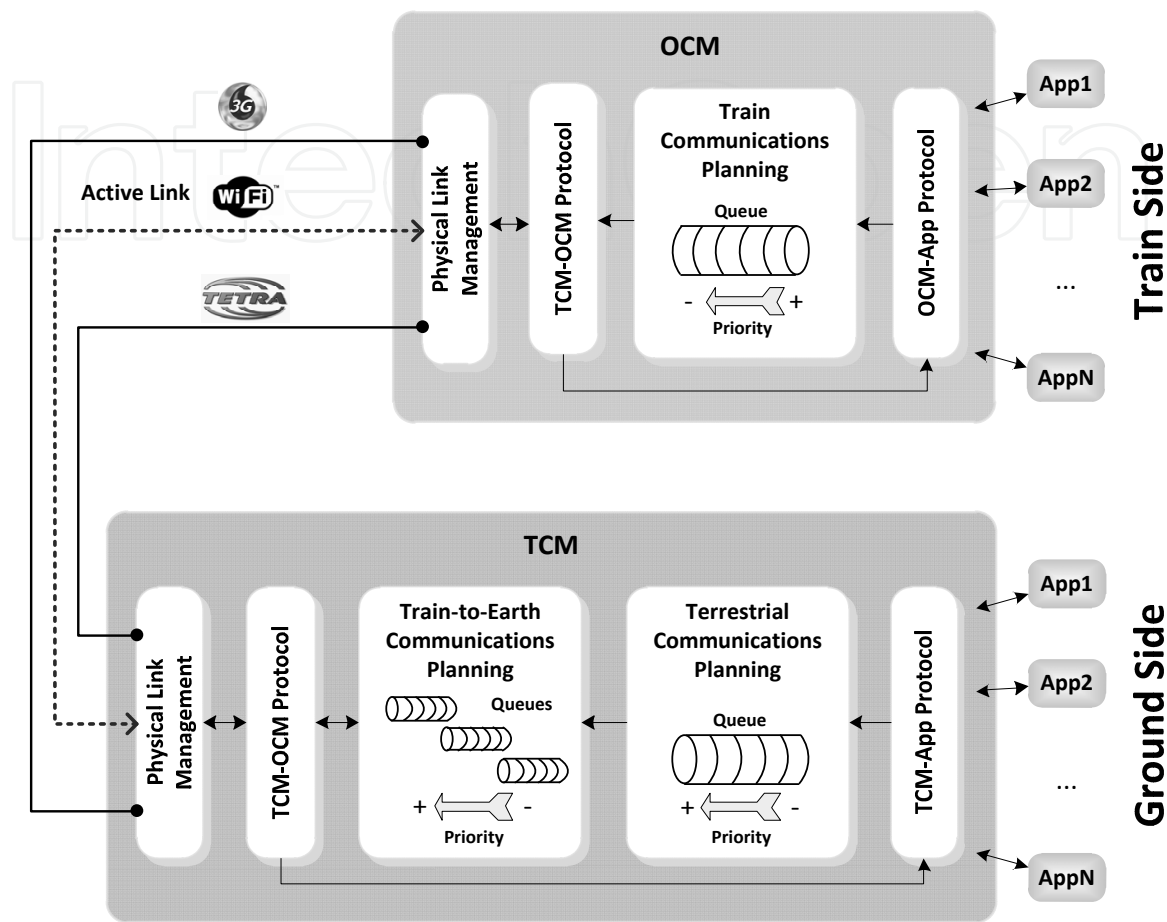 OCM
3G
Active Link
WiFi™
TETRA
Physical Link
Management
TCM-OCM Protocol
Train
Communications
Planning
Queue
- +
Priority
OCM-App Protocol
App1
App2
...
AppN
Train Side
TCM
Physical Link
Management
TCM-OCM Protocol
Train-to-Earth
Communications
Planning
Queues
+ -
Priority
Terrestrial
Communications
Planning
Queue
+ -
Priority
TCM-App Protocol
App1
App2
...
AppN
Ground Side